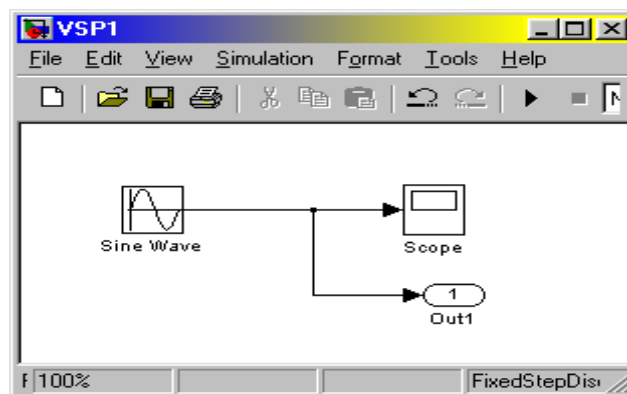 VSP1
File Edit View Simulation Format Tools Help
Sine Wave
Scope
1
Out1
100%
FixedStepDis